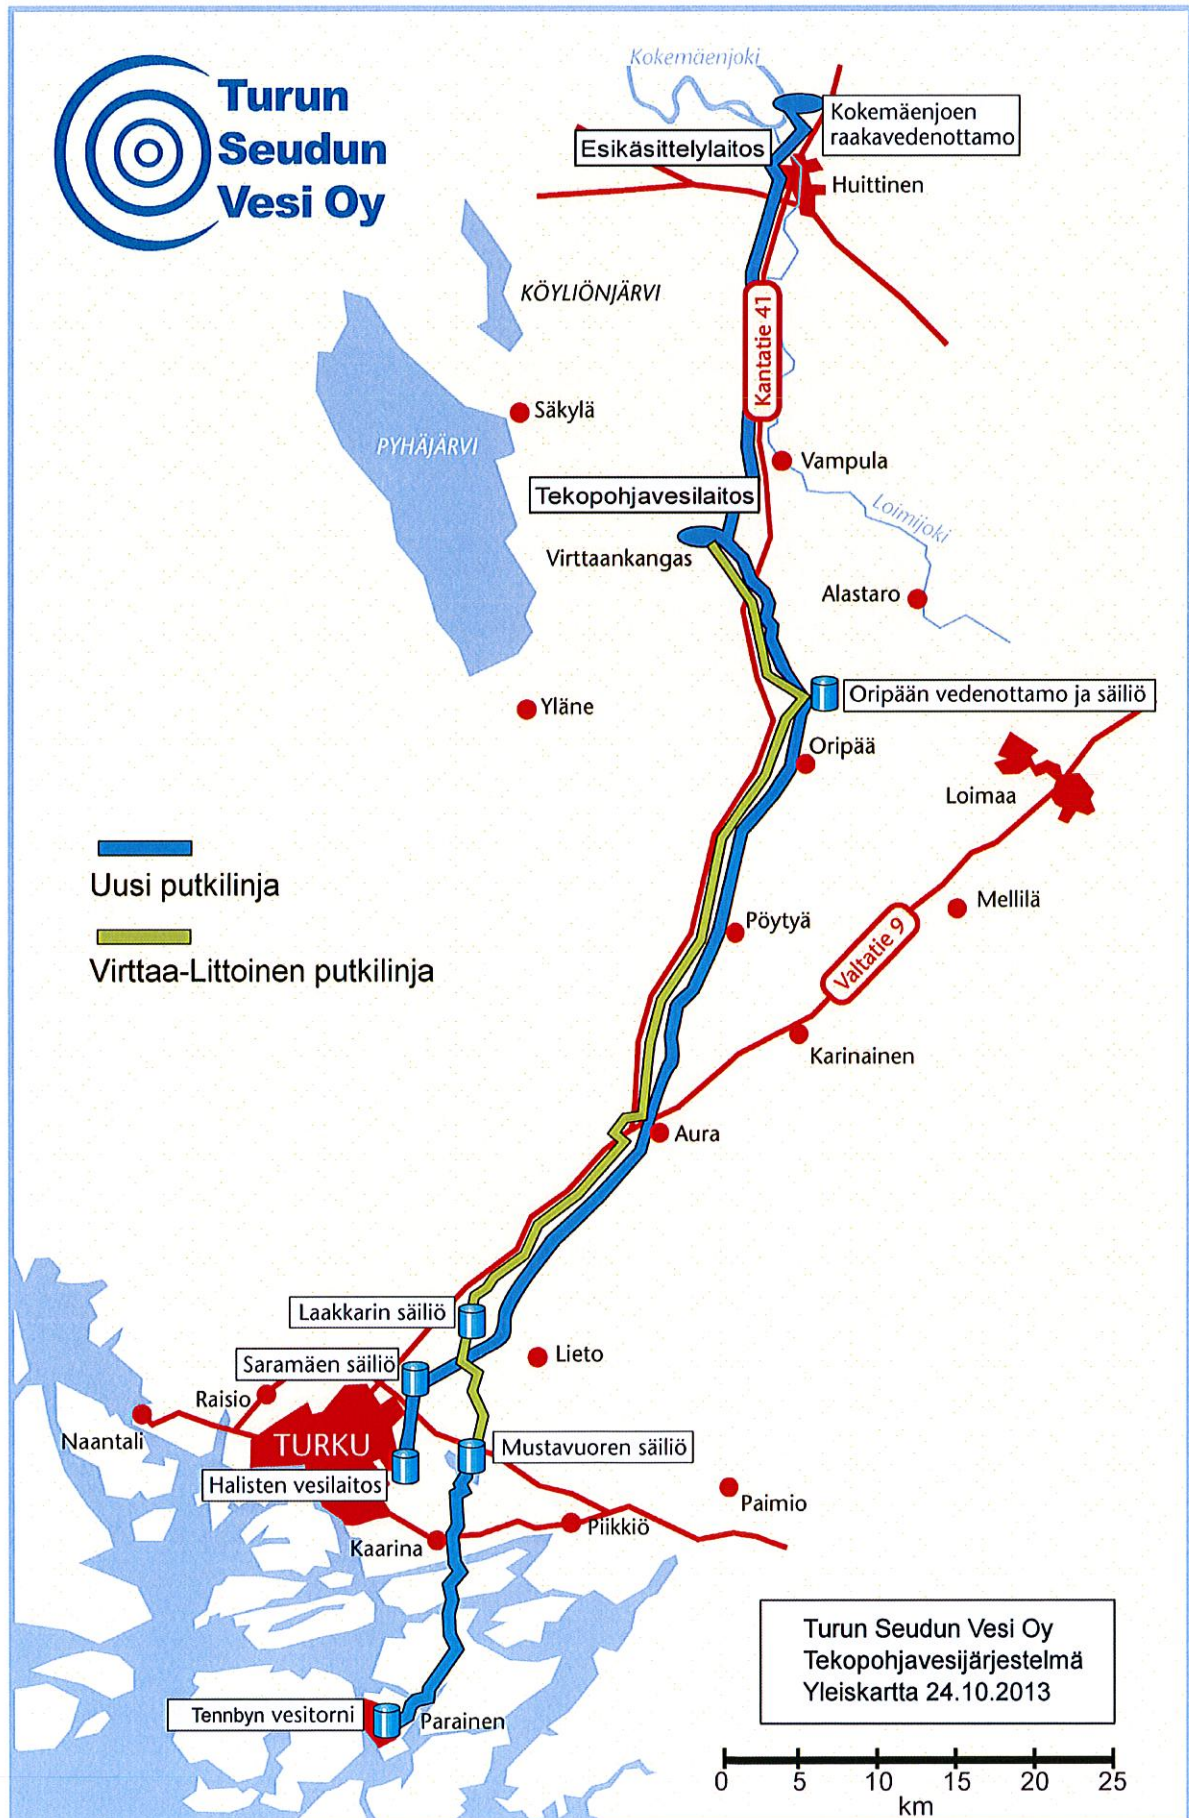 Turun
Seudun
Vesi Oy
Kokemäenjoki
Kokemäenjoen
raakavedenottamo
Esikäsittelylaitos
Huittinen
KÖYLIÖNJÄRVI
Kantatie 41
Säkylä
PYHÄJÄRVI
Vampula
Tekopohjavesilaitos
Loimijoki
Virttaankangas
Alastaro
Oripään vedenottamo ja säiliö
Yläne
Oripää
Loimaa
Uusi putkilinja
Mellilä
Pöytyä
Valtatie 9
Virttaa-Littoinen putkilinja
Karinainen
Aura
Laakkarin säiliö
Saramäen säiliö
Lieto
Raisio
Naantali
TURKU
Mustavuoren säiliö
Halisten vesilaitos
Paimio
Piikkiö
Kaarina
Turun Seudun Vesi Oy
Tekopohjavesijärjestelmä
Yleiskartta 24.10.2013
Tennbyn vesitorni
Parainen
0 5 10 15 20 25
km